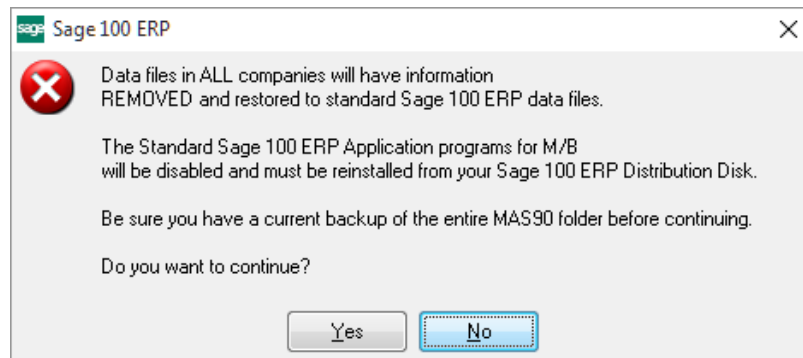 sage Sage 100 ERP
Data files in ALL companies will have information
REMOVED and restored to standard Sage 100 ERP data files.
The Standard Sage 100 ERP Application programs for M/B
will be disabled and must be reinstalled from your Sage 100 ERP Distribution Disk.
Be sure you have a current backup of the entire MAS90 folder before continuing.
Do you want to continue?
Yes No